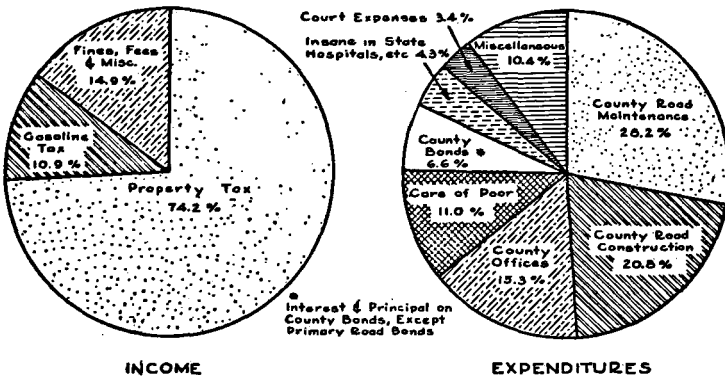 Fines, Fees
& Misc.
14.9%
Gasoline
Tax
10.9%
Property Tax
74.2%
INCOME
Court Expenses 3.4%
Insane in State
Hospitals, etc 4.3%
Miscellaneous
10.4%
County Road
Maintenance
28.2%
County
Bonds *
6.6%
Care of Poor
11.0 %
County
Offices
15.3%
County Road
Construction
20.8%
*
Interest & Principal on
County Bonds, Except
Primary Road Bonds
EXPENDITURES